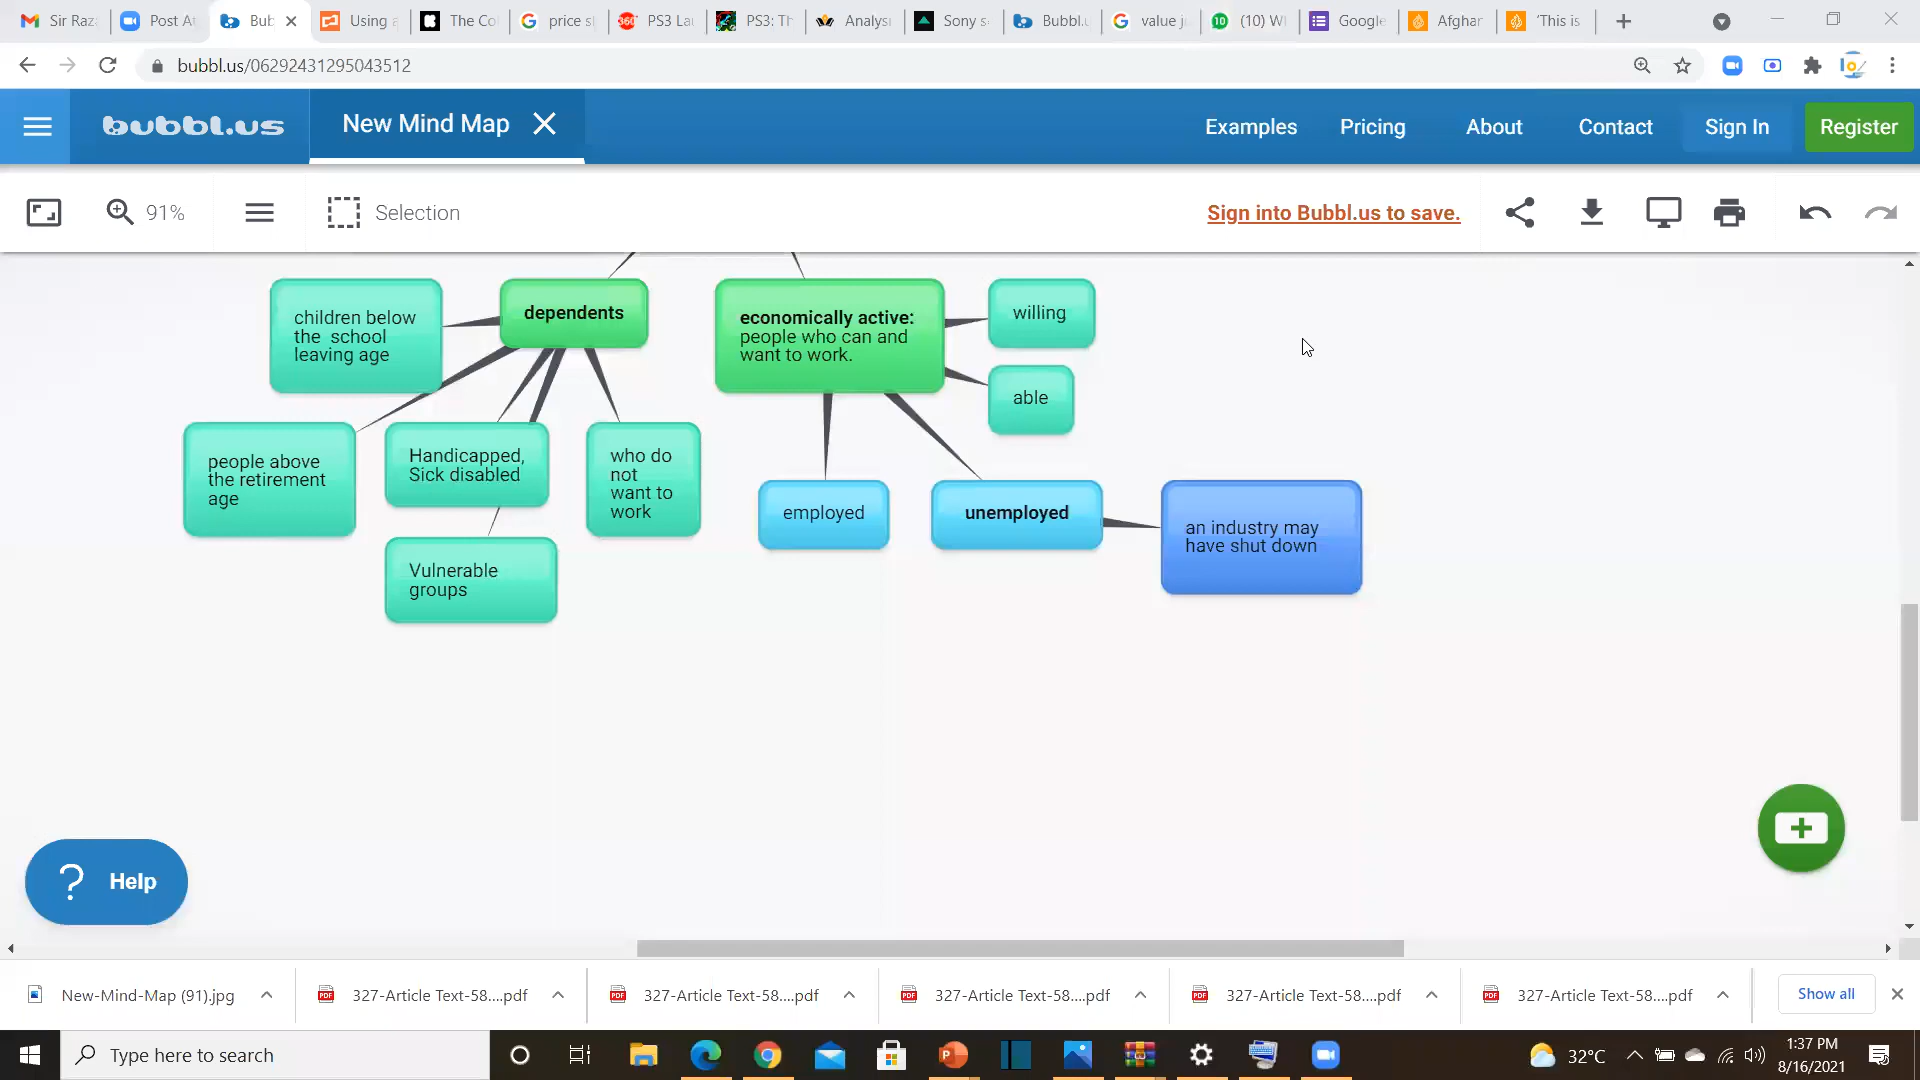 Sir Raza
Post At
Bub
Using a
The Co
price s
PS3 Lau
PS3: Th
Analysi
Sony s
Bubbl.u
value ju
(10) W
Google
Afghan
'This is
bubbl.us/06292431295043512
bubbl.us
New Mind Map
Examples
Pricing
About
Contact
Sign In
Register
91%
Selection
Sign into Bubbl.us to save.
children below
the school
leaving age
dependents
economically active:
people who can and
want to work.
willing
able
people above
the retirement
age
Handicapped,
Sick disabled
who do
not
want to
work
employed
unemployed
an industry may
have shut down
Vulnerable
groups
? Help
New-Mind-Map (91).jpg
327-Article Text-58....pdf
327-Article Text-58....pdf
327-Article Text-58....pdf
327-Article Text-58....pdf
327-Article Text-58....pdf
Show all
Type here to search
32°C
1:37 PM
8/16/2021